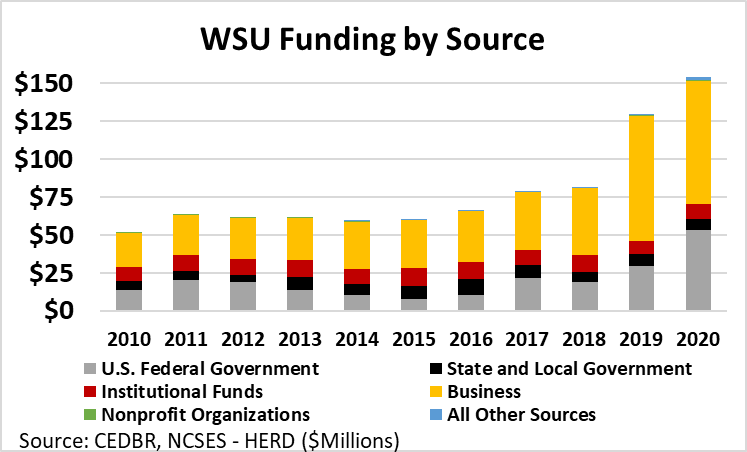 WSU Funding by Source
$150
$125
$100
$75
$50
$25
$0
2010 2011 2012 2013 2014 2015 2016 2017 2018 2019 2020
U.S. Federal Government State and Local Government
Institutional Funds Business
Nonprofit Organizations All Other Sources
Source: CEDBR, NCSES - HERD ($Millions)